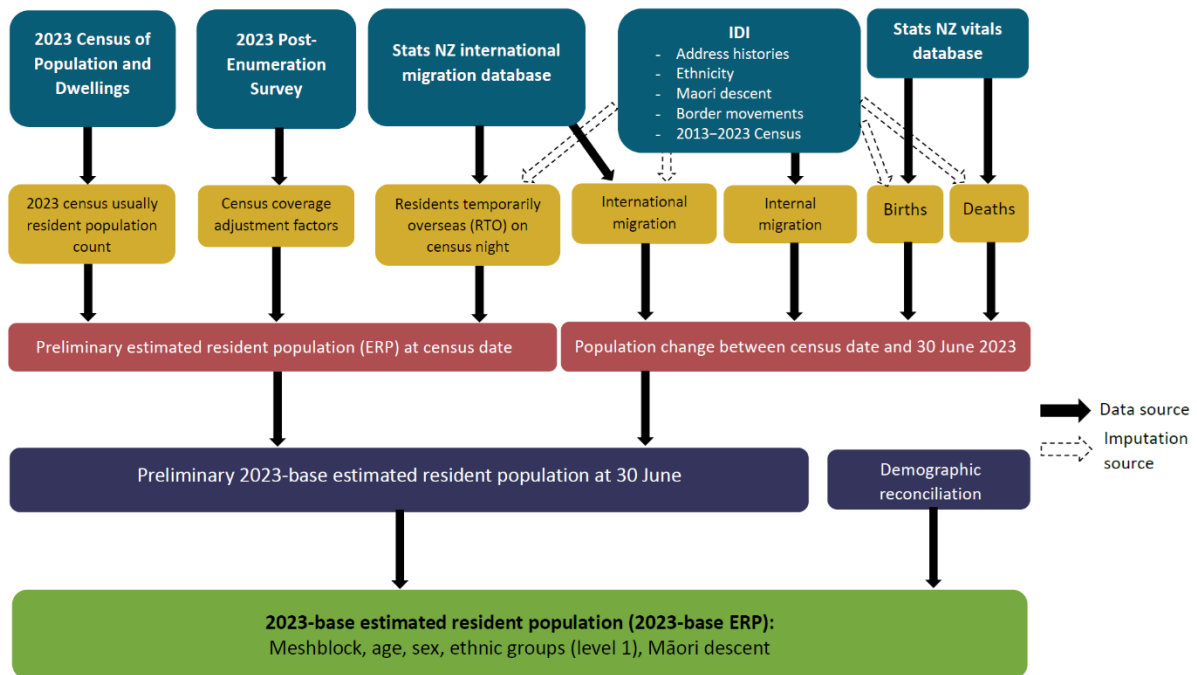 2023 Census of
Population and
Dwellings
2023 Post-
Enumeration
Survey
Stats NZ international
migration database
IDI
- Address histories
- Ethnicity
- Maori descent
- Border movements
- 2013–2023 Census
Stats NZ vitals
database
2023 census usually
resident population
count
Census coverage
adjustment factors
Residents temporarily
overseas (RTO) on
census night
International
migration
Internal
migration
Births
Deaths
Preliminary estimated resident population (ERP) at census date
Population change between census date and 30 June 2023
Data source
Imputation
source
Preliminary 2023-base estimated resident population at 30 June
Demographic
reconciliation
2023-base estimated resident population (2023-base ERP):
Meshblock, age, sex, ethnic groups (level 1), Māori descent